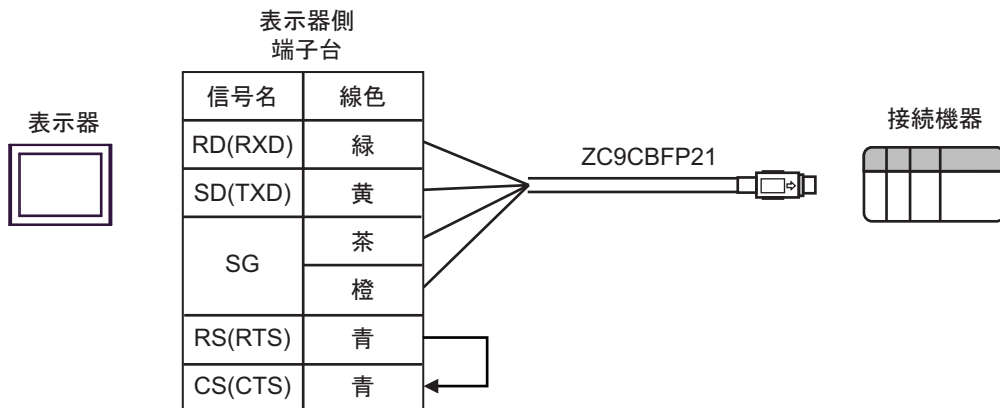 表示器側
端子台
信号名 線色
表示器
接続機器
RD(RXD) 緑
ZC9CBFP21
SD(TXD) 黄
SG 茶
橙
RS(RTS) 青
CS(CTS) 青